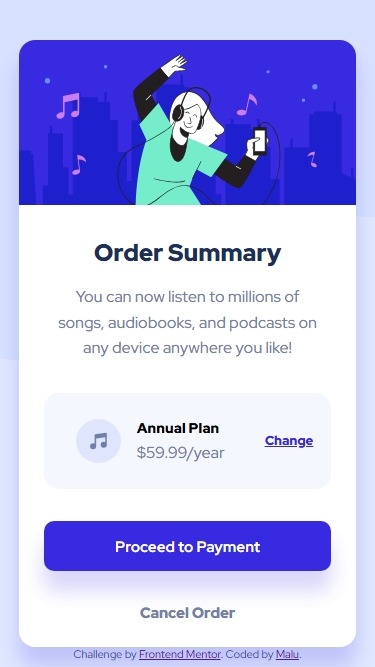 Order Summary
You can now listen to millions of
songs, audiobooks, and podcasts on
any device anywhere you like!
Annual Plan
$59.99/year
Change
Proceed to Payment
Cancel Order
Challenge by Frontend Mentor. Coded by Malu.